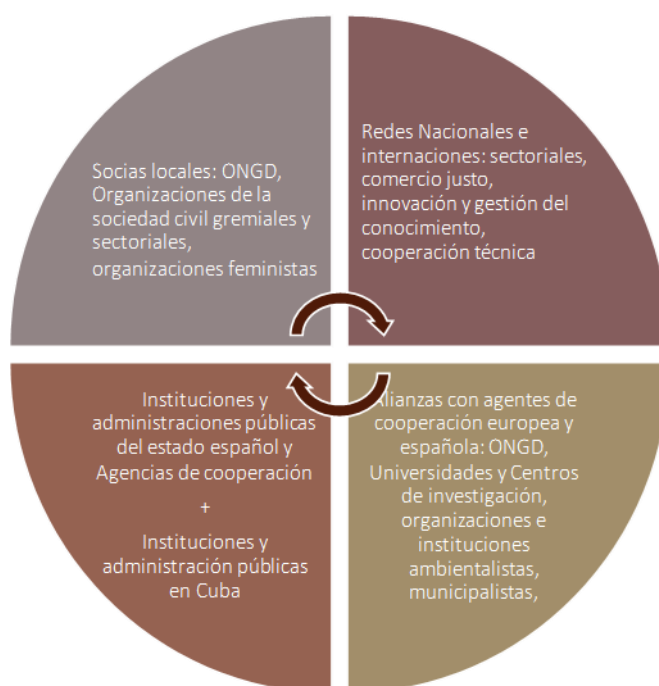 Socias locales: ONGD,
Organizaciones de la
sociedad civil gremiales y
sectoriales,
organizaciones feministas
Redes Nacionales e
internaciones: sectoriales,
comercio justo,
innovación y gestión del
conocimiento,
cooperación técnica
Instituciones y
administraciones públicas
del estado español y
Agencias de cooperación
+
Instituciones y
administración públicas
en Cuba
Alianzas con agentes de
cooperación europea y
española: ONGD,
Universidades y Centros
de investigación,
organizaciones e
instituciones
ambientalistas,
municipalistas,